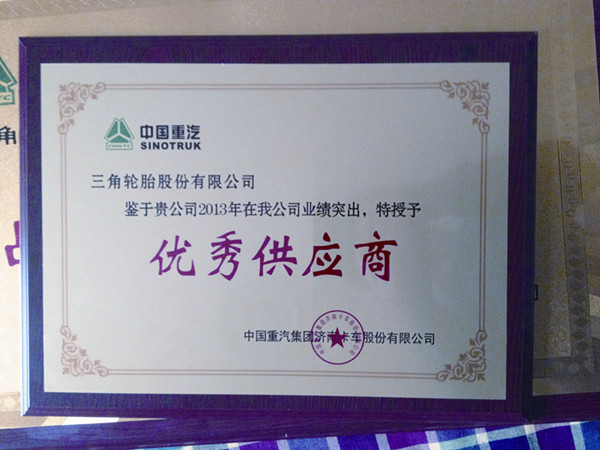 中国重汽
SINOTRUK
三角轮胎股份有限公司
鉴于贵公司2013年在我公司业绩突出，特授予
优秀供应商
中国重汽集团济南卡车股份有限公司
角